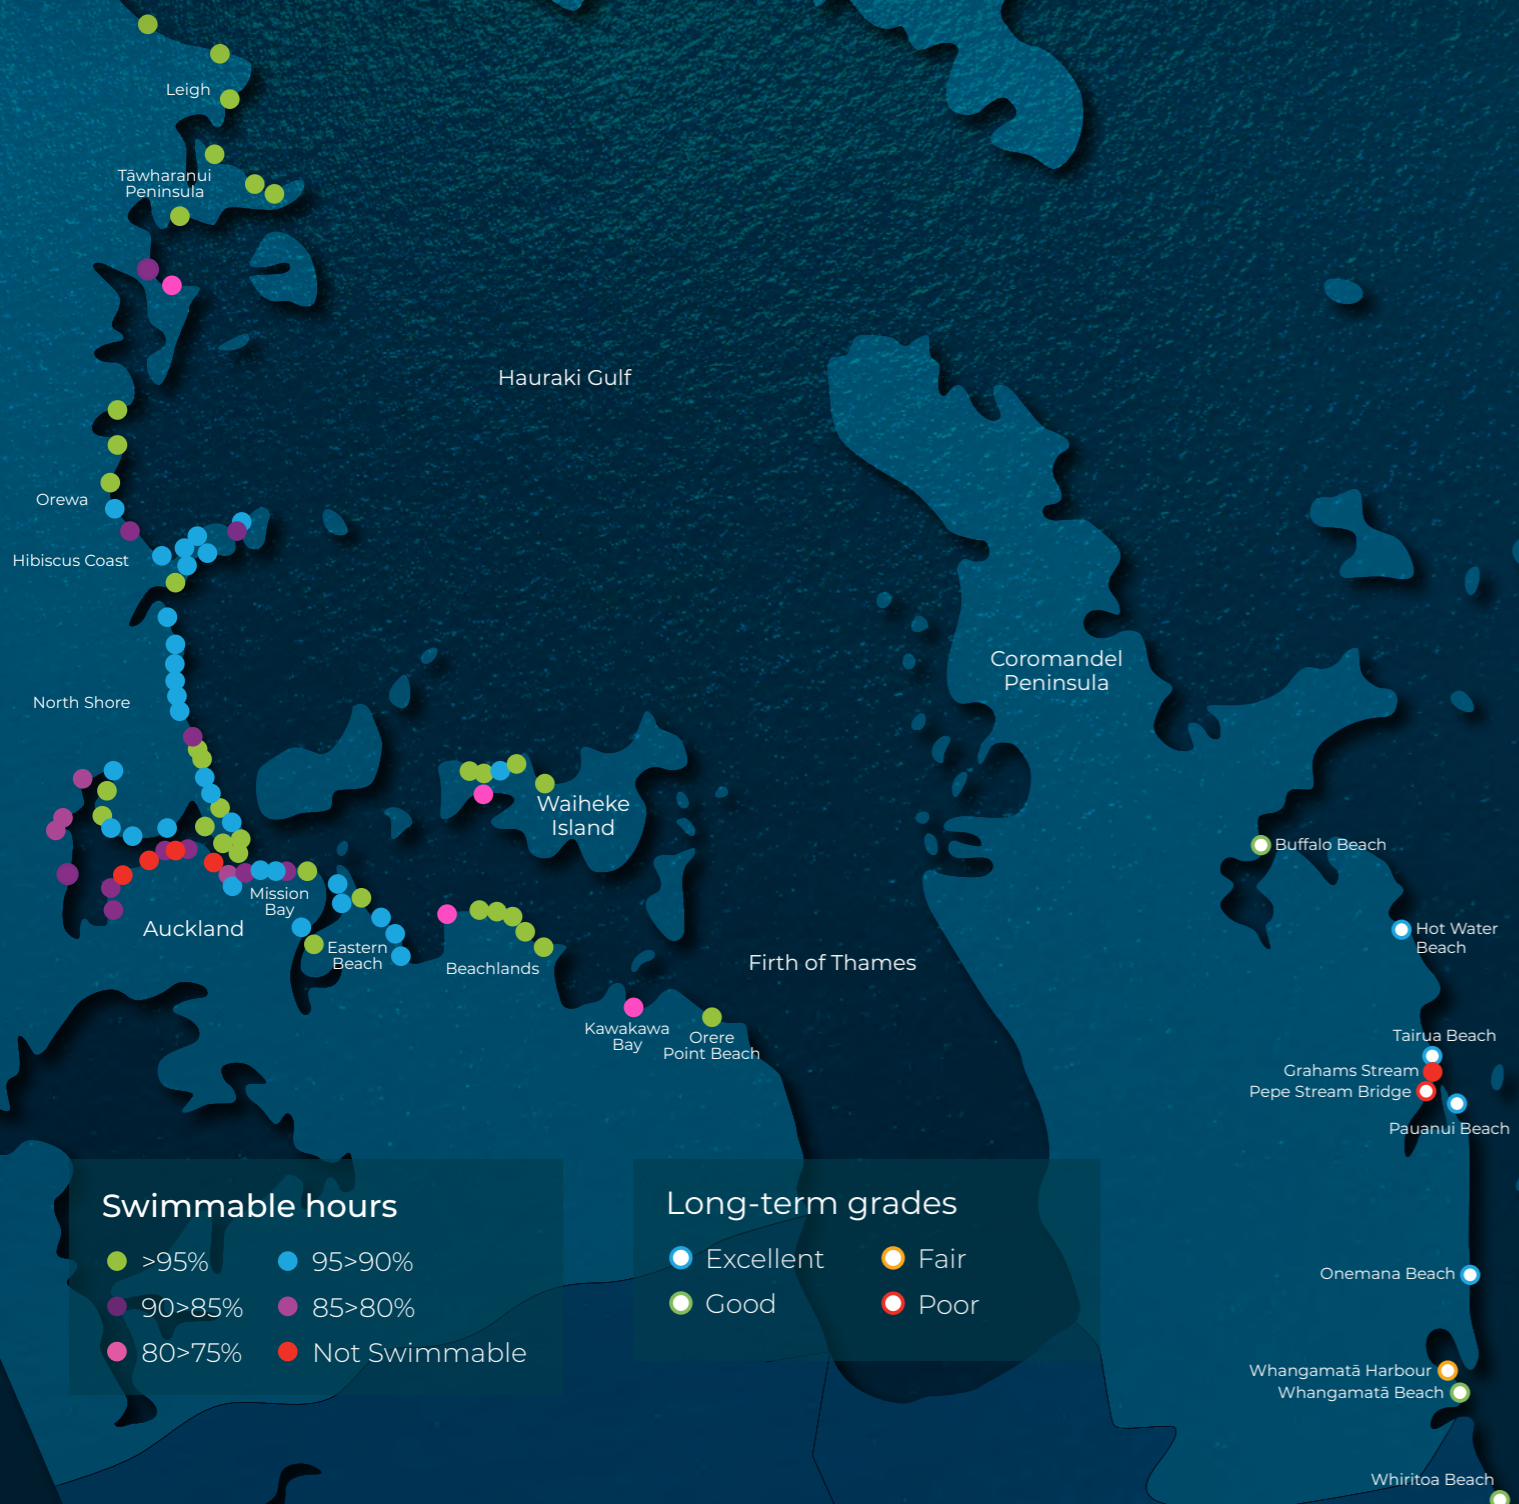 Leigh
Tāwharanui
Peninsula
Hauraki Gulf
Orewa
Hibiscus Coast
Coromandel
Peninsula
North Shore
Waiheke
Island
Buffalo Beach
Mission
Bay
Auckland
Eastern
Beach
Beachlands
Firth of Thames
Hot Water
Beach
Kawakawa
Bay
Orere
Point Beach
Tairua Beach
Grahams Stream
Pepe Stream Bridge
Pauanui Beach
Swimmable hours
>95%
95>90%
90>85%
85>80%
80>75%
Not Swimmable
Long-term grades
Excellent
Fair
Good
Poor
Onemana Beach
Whangamatā Harbour
Whangamatā Beach
Whiritoa Beach